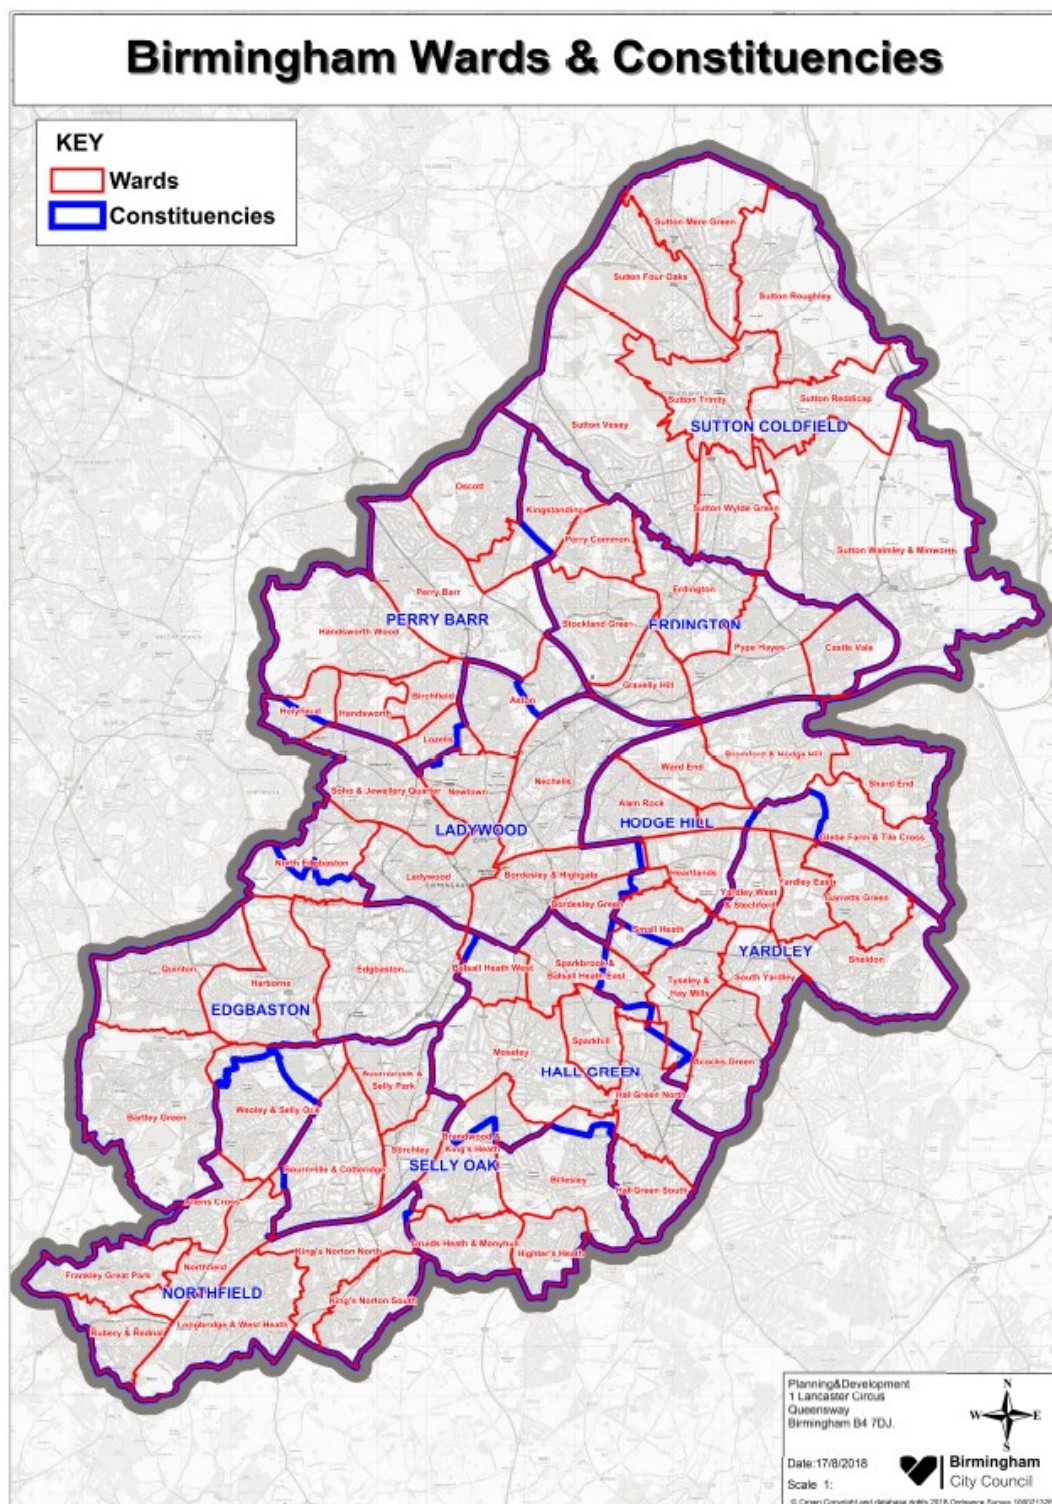 Birmingham Wards & Constituencies
KEY
Wards
Constituencies
Sutton Mere Green
Sutton Four Oaks
Sutton Roughley
Sutton Trinity
Sutton Reddicap
SUTTON COLDFIELD
Sutton Vesey
Oscott
Kingstanding
Sutton Wylde Green
Perry Common
Sutton Walmley & Minworth
Perry Barr
Erdington
PERRY BARR
Handsworth Wood
Stockland Green
ERDINGTON
Pype Hayes
Castle Vale
Gravelly Hill
Birchfield
Aston
Holyhead
Handsworth
Lozells
Bromford & Hodge Hill
Ward End
Shard End
Nechells
Soho & Jewellery Quarter
Newtown
Alum Rock
LADYWOOD
HODGE HILL
Glebe Farm & Tile Cross
North Edgbaston
Ladywood
Bordesley & Highgate
Heartlands
Yardley East
Yardley West
& Stechford
Garretts Green
Bordesley Green
Small Heath
YARDLEY
Sheldon
Quinton
Harborne
Edgbaston
Balsall Heath West
Sparkbrook &
Balsall Heath East
Tyseley &
Hay Mills
South Yardley
EDGBASTON
Moseley
Sparkhill
Acocks Green
HALL GREEN
Bournbrook &
Selly Park
Hall Green North
Bartley Green
Weoley & Selly Oak
Stirchley
Brandwood &
King's Heath
SELLY OAK
Bournville & Cotteridge
Billesley
Hall Green South
Allens Cross
King's Norton North
Druids Heath & Monyhull
Highter's Heath
Frankley Great Park
Northfield
NORTHFIELD
King's Norton South
Rubery & Rednal
Longbridge & West Heath
Planning&Development
1 Lancaster Circus
Queensway
Birmingham B4 7DJ.
N
W E
S
Date:17/8/2018
Scale 1:
Birmingham
City Council